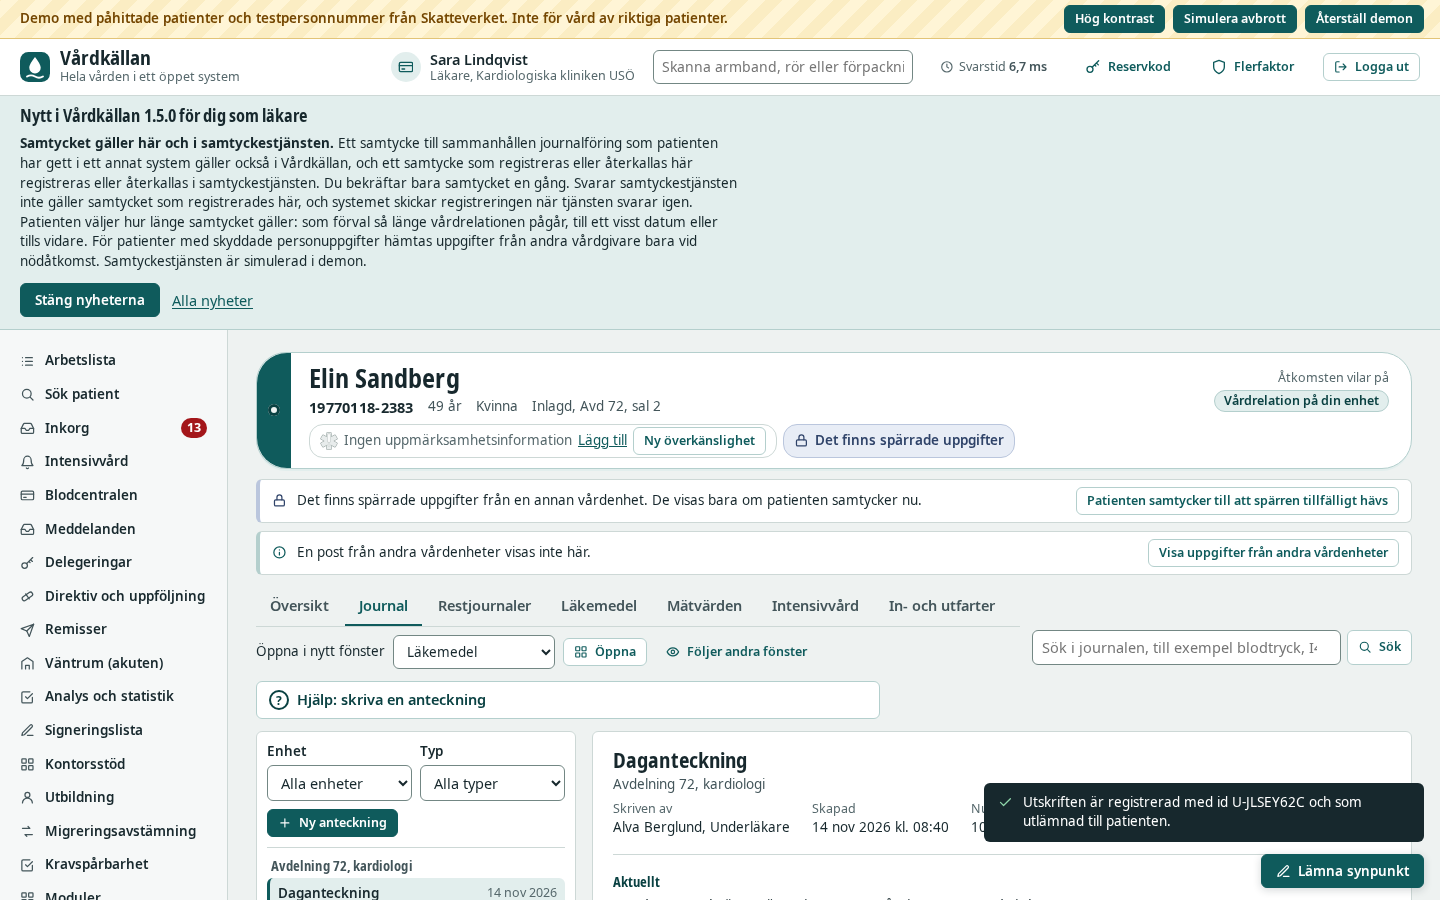 Demo med påhittade patienter och testpersonnummer från Skatteverket. Inte för vård av riktiga patienter.
Hög kontrast
Simulera avbrott
Återställ demon
Vårdkällan
Hela vården i ett öppet system
Sara Lindqvist
Läkare, Kardiologiska kliniken USÖ
Skanna armband, rör eller förpackni
Svarstid 6,7 ms
Reservkod
Flerfaktor
Logga ut
Nytt i Vårdkällan 1.5.0 för dig som läkare
Samtycket gäller här och i samtyckestjänsten. Ett samtycke till sammanhållen journalföring som patienten
har gett i ett annat system gäller också i Vårdkällan, och ett samtycke som registreras eller återkallas här
registreras eller återkallas i samtyckestjänsten. Du bekräftar bara samtycket en gång. Svarar samtyckestjänsten
inte gäller samtycket som registrerades här, och systemet skickar registreringen när tjänsten svarar igen.
Patienten väljer hur länge samtycket gäller: som förval så länge vårdrelationen pågår, till ett visst datum eller
tills vidare. För patienter med skyddade personuppgifter hämtas uppgifter från andra vårdgivare bara vid
nödåtkomst. Samtyckestjänsten är simulerad i demon.
Stäng nyheterna
Alla nyheter
Arbetslista
Sök patient
Inkorg 13
Intensivvård
Blodcentralen
Meddelanden
Delegeringar
Direktiv och uppföljning
Remisser
Väntrum (akuten)
Analys och statistik
Signeringslista
Kontorsstöd
Utbildning
Migreringsavstämning
Kravspårbarhet
Moduler
Elin Sandberg
19770118-2383 49 år Kvinna Inlagd, Avd 72, sal 2
Ingen uppmärksamhetsinformation Lägg till Ny överkänslighet
Det finns spärrade uppgifter
Åtkomsten vilar på
Vårdrelation på din enhet
Det finns spärrade uppgifter från en annan vårdenhet. De visas bara om patienten samtycker nu.
Patienten samtycker till att spärren tillfälligt hävs
En post från andra vårdenheter visas inte här.
Visa uppgifter från andra vårdenheter
Översikt
Journal
Restjournaler
Läkemedel
Mätvärden
Intensivvård
In- och utfarter
Öppna i nytt fönster
Läkemedel
Öppna
Följer andra fönster
Sök i journalen, till exempel blodtryck, I
Sök
? Hjälp: skriva en anteckning
Enhet
Typ
Alla enheter
Alla typer
Ny anteckning
Avdelning 72, kardiologi
Daganteckning 14 nov 2026
Daganteckning
Avdelning 72, kardiologi
Skriven av
Alva Berglund, Underläkare
Skapad
14 nov 2026 kl. 08:40
Aktuellt
Utskriften är registrerad med id U-JLSEY62C och som
utlämnad till patienten.
Lämna synpunkt